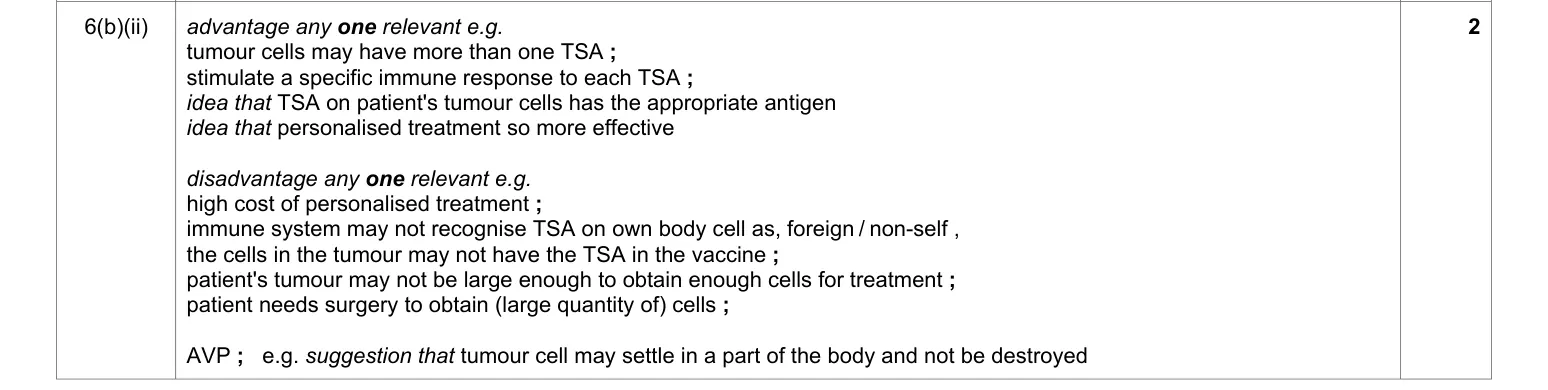 6(b)(ii)
advantage any one relevant e.g.
2
tumour cells may have more than one TSA ;
stimulate a specific immune response to each TSA ;
idea that TSA on patient's tumour cells has the appropriate antigen
idea that personalised treatment so more effective
disadvantage any one relevant e.g.
high cost of personalised treatment ;
immune system may not recognise TSA on own body cell as, foreign / non-self ,
the cells in the tumour may not have the TSA in the vaccine ;
patient's tumour may not be large enough to obtain enough cells for treatment ;
patient needs surgery to obtain (large quantity of) cells ;
AVP ; e.g. suggestion that tumour cell may settle in a part of the body and not be destroyed